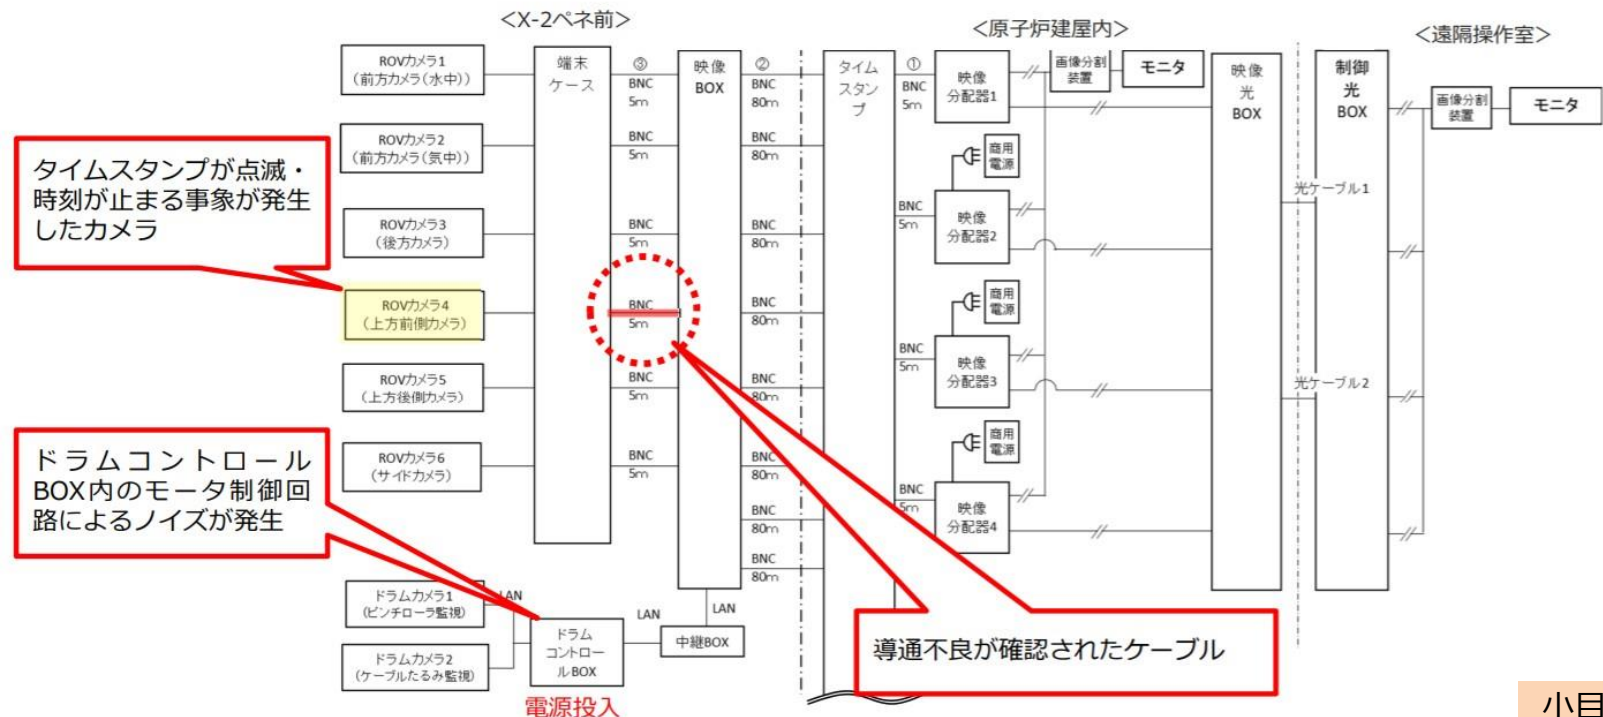 <X-2ペネ前>
<原子炉建屋内>
<遠隔操作室>
ROVカメラ1
(前方カメラ(水中))
ROVカメラ2
(前方カメラ(気中))
ROVカメラ3
(後方カメラ)
ROVカメラ4
(上方前側カメラ)
ROVカメラ5
(上方後側カメラ)
ROVカメラ6
(サイドカメラ)
ドラムカメラ1
(ピンチローラ監視)
ドラムカメラ2
(ケーブルたるみ監視)
タイムスタンプが点滅・
時刻が止まる事象が発生
したカメラ
ドラムコントロール
BOX内のモータ制御回
路によるノイズが発生
端末
ケース
③
BNC
5m
BNC
5m
BNC
5m
BNC
5m
BNC
5m
BNC
5m
映像
BOX
②
BNC
80m
BNC
80m
BNC
80m
BNC
80m
BNC
80m
BNC
80m
BNC
80m
BNC
80m
LAN
ドラム
コントロー
ルBOX
電源投入
LAN
中継BOX
LAN
タイム
スタン
プ
①
BNC
5m
BNC
5m
BNC
5m
BNC
5m
映像
分配器1
商用
電源
映像
分配器2
商用
電源
映像
分配器3
商用
電源
映像
分配器4
画像分割
装置
モニタ
映像
光
BOX
光ケーブル1
光ケーブル2
制御
光
BOX
画像分割
装置
モニタ
導通不良が確認されたケーブル
小目